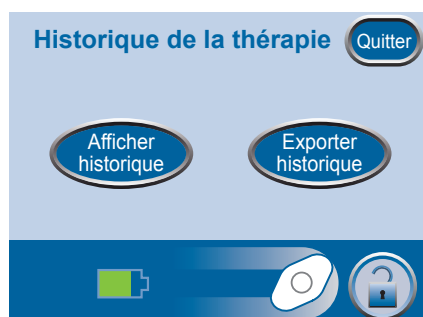 Historique de la thérapie
Quitter
Afficher
historique
Exporter
historique